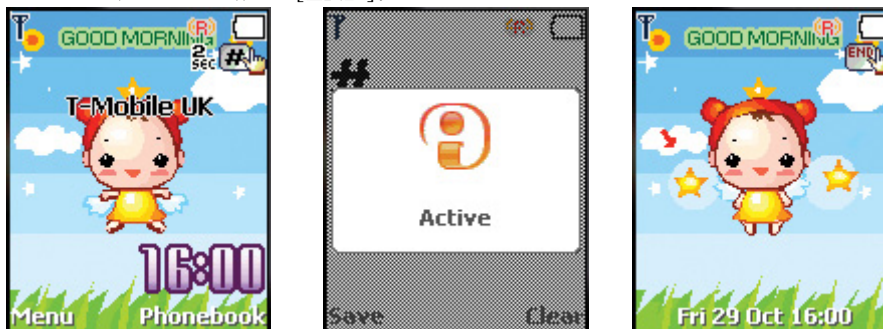 GOOD MORNING
2 SEC
#
T-Mobile UK
16:00
Menu Phonebook
#
Active
Save Clear
GOOD MORNING
END
Fri 29 Oct 16:00